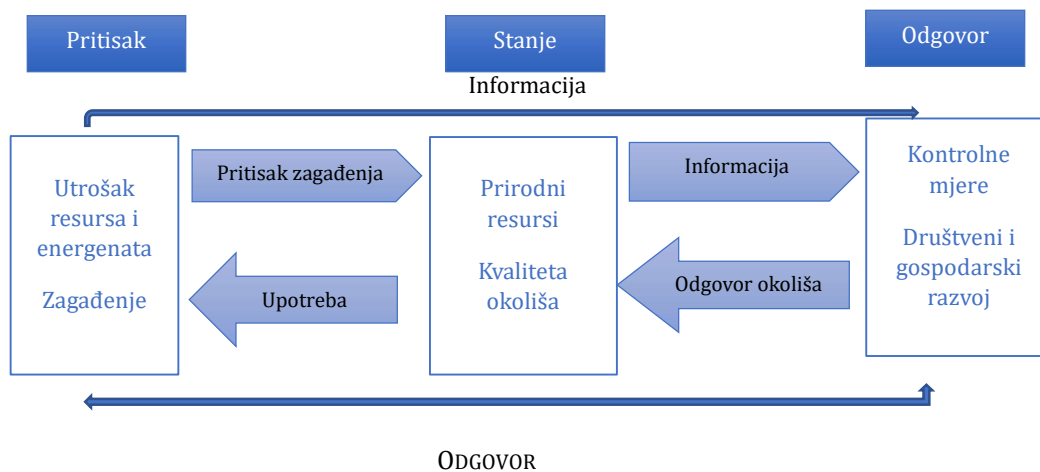 Pritisak
Stanje
Odgovor
Informacija
Utrošak
resursa i
energenata
Zagađenje
Pritisak zagađenja
Upotreba
Prirodni
resursi
Kvaliteta
okoliša
Informacija
Odgovor okoliša
Kontrolne
mjere
Društveni i
gospodarski
razvoj
ODGOVOR